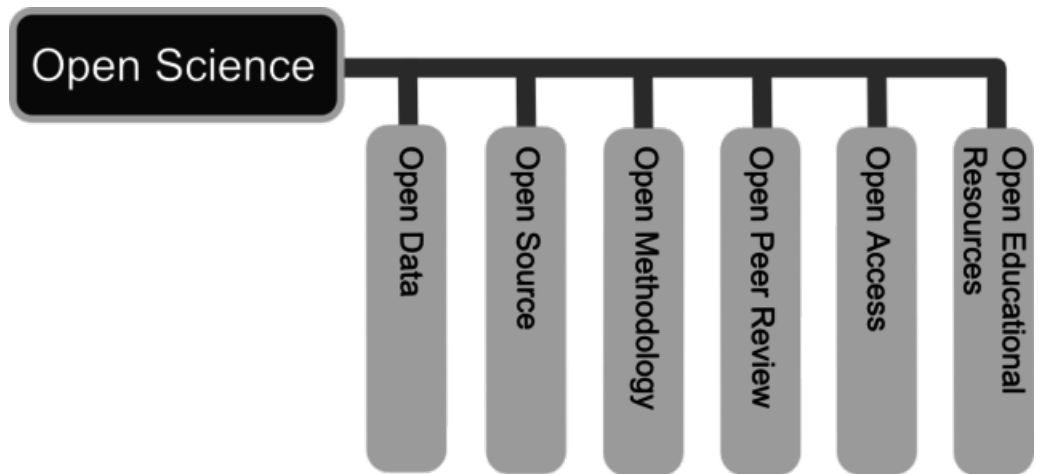 Open Science
Open Data
Open Source
Open Methodology
Open Peer Review
Open Access
Open Educational
Resources